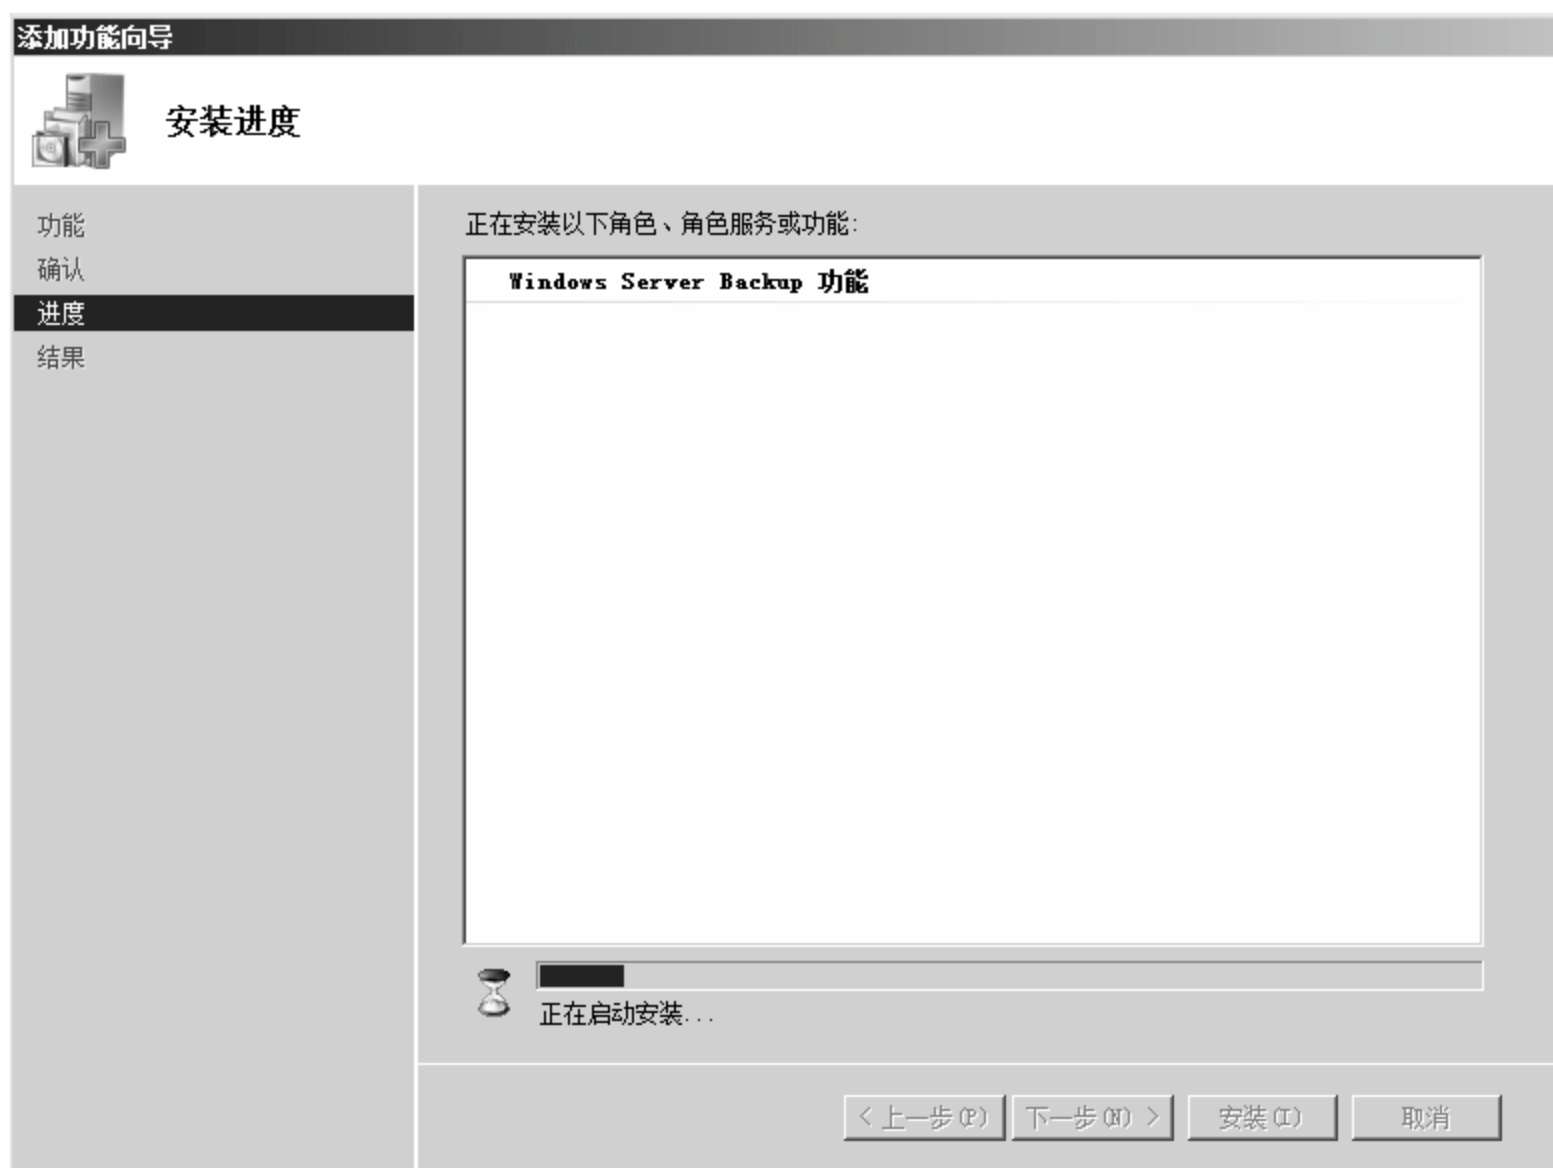 添加功能向导
安装进度
功能
确认
进度
结果
正在安装以下角色、角色服务或功能:
Windows Server Backup 功能
正在启动安装...
< 上一步(P) 下一步(N) > 安装(I) 取消